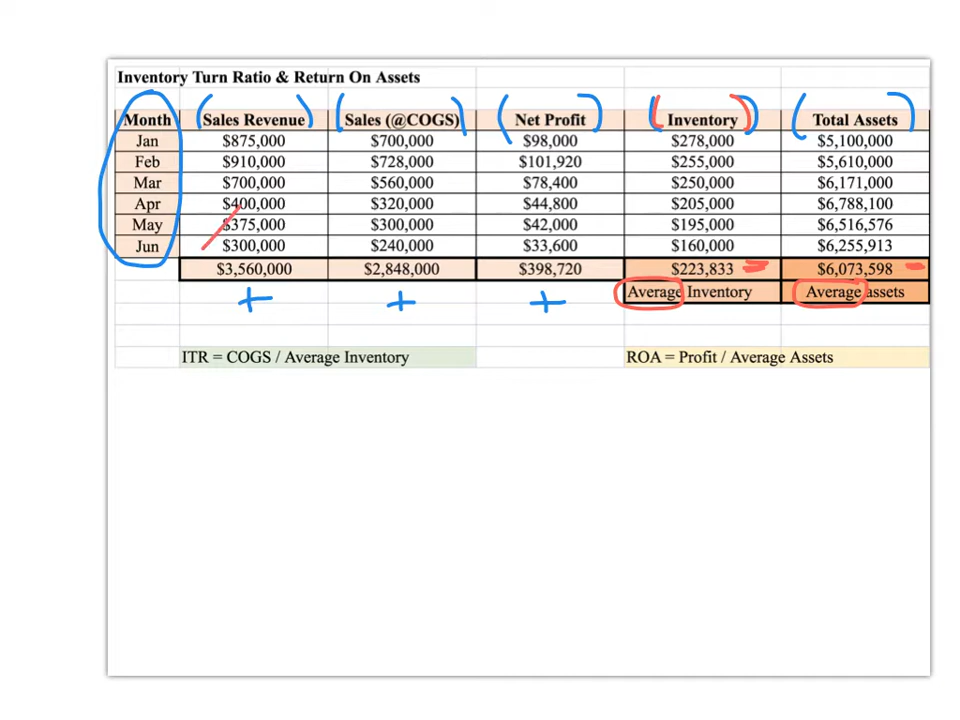 Inventory Turn Ratio & Return On Assets
Month Sales Revenue Sales (@COGS) Net Profit Inventory Total Assets
Jan $875,000 $700,000 $98,000 $278,000 $5,100,000
Feb $910,000 $728,000 $101,920 $255,000 $5,610,000
Mar $700,000 $560,000 $78,400 $250,000 $6,171,000
Apr $400,000 $320,000 $44,800 $205,000 $6,788,100
May $375,000 $300,000 $42,000 $195,000 $6,516,576
Jun $300,000 $240,000 $33,600 $160,000 $6,255,913
$3,560,000 $2,848,000 $398,720 $223,833 $6,073,598
+ + + Average Inventory Average assets
ITR = COGS / Average Inventory ROA = Profit / Average Assets